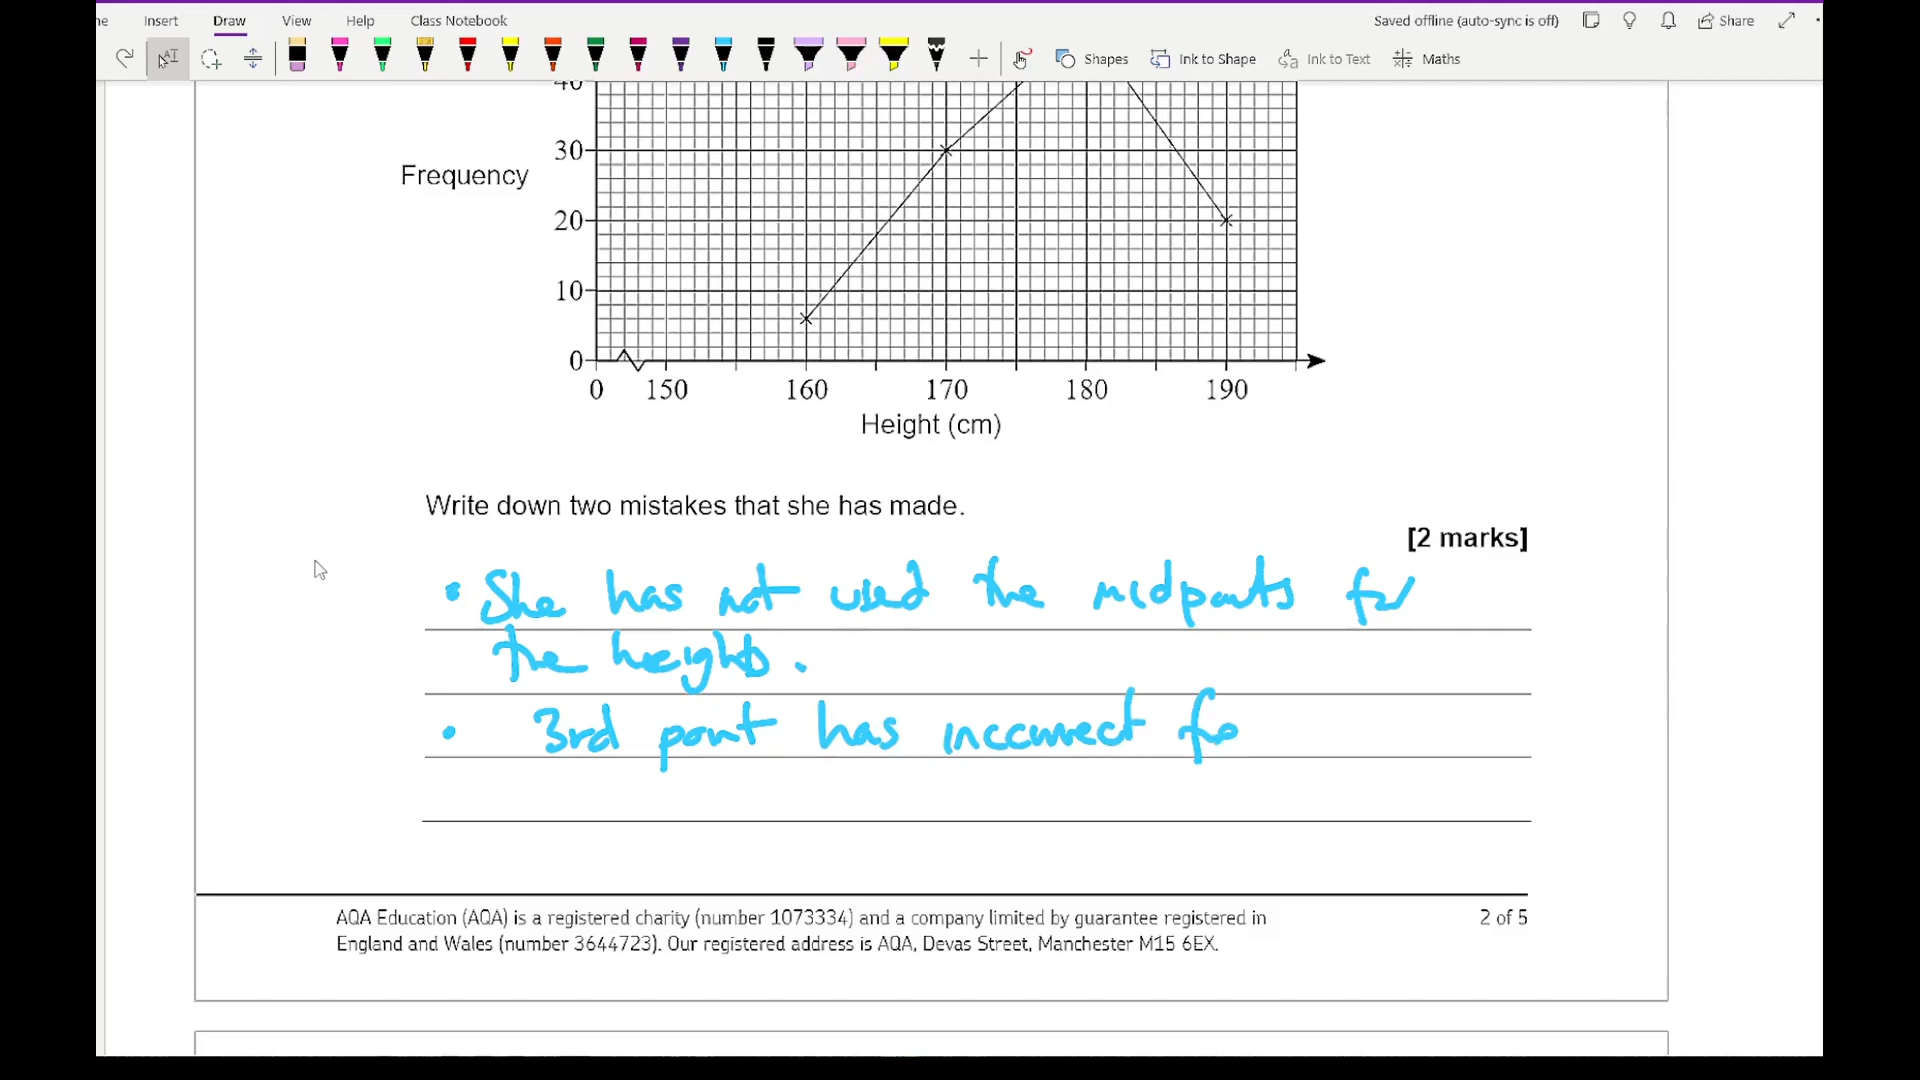 Insert Draw View Help Class Notebook Saved offline (auto-sync is off) Share
Shapes Ink to Shape Ink to Text Maths
40
30
Frequency
20
10
0
0 150 160 170 180 190
Height (cm)
Write down two mistakes that she has made.
[2 marks]
• She has not used the midpoints for
the heights.
• 3rd point has incorrect fre
AQA Education (AQA) is a registered charity (number 1073334) and a company limited by guarantee registered in
England and Wales (number 3644723). Our registered address is AQA, Devas Street, Manchester M15 6EX.
2 of 5